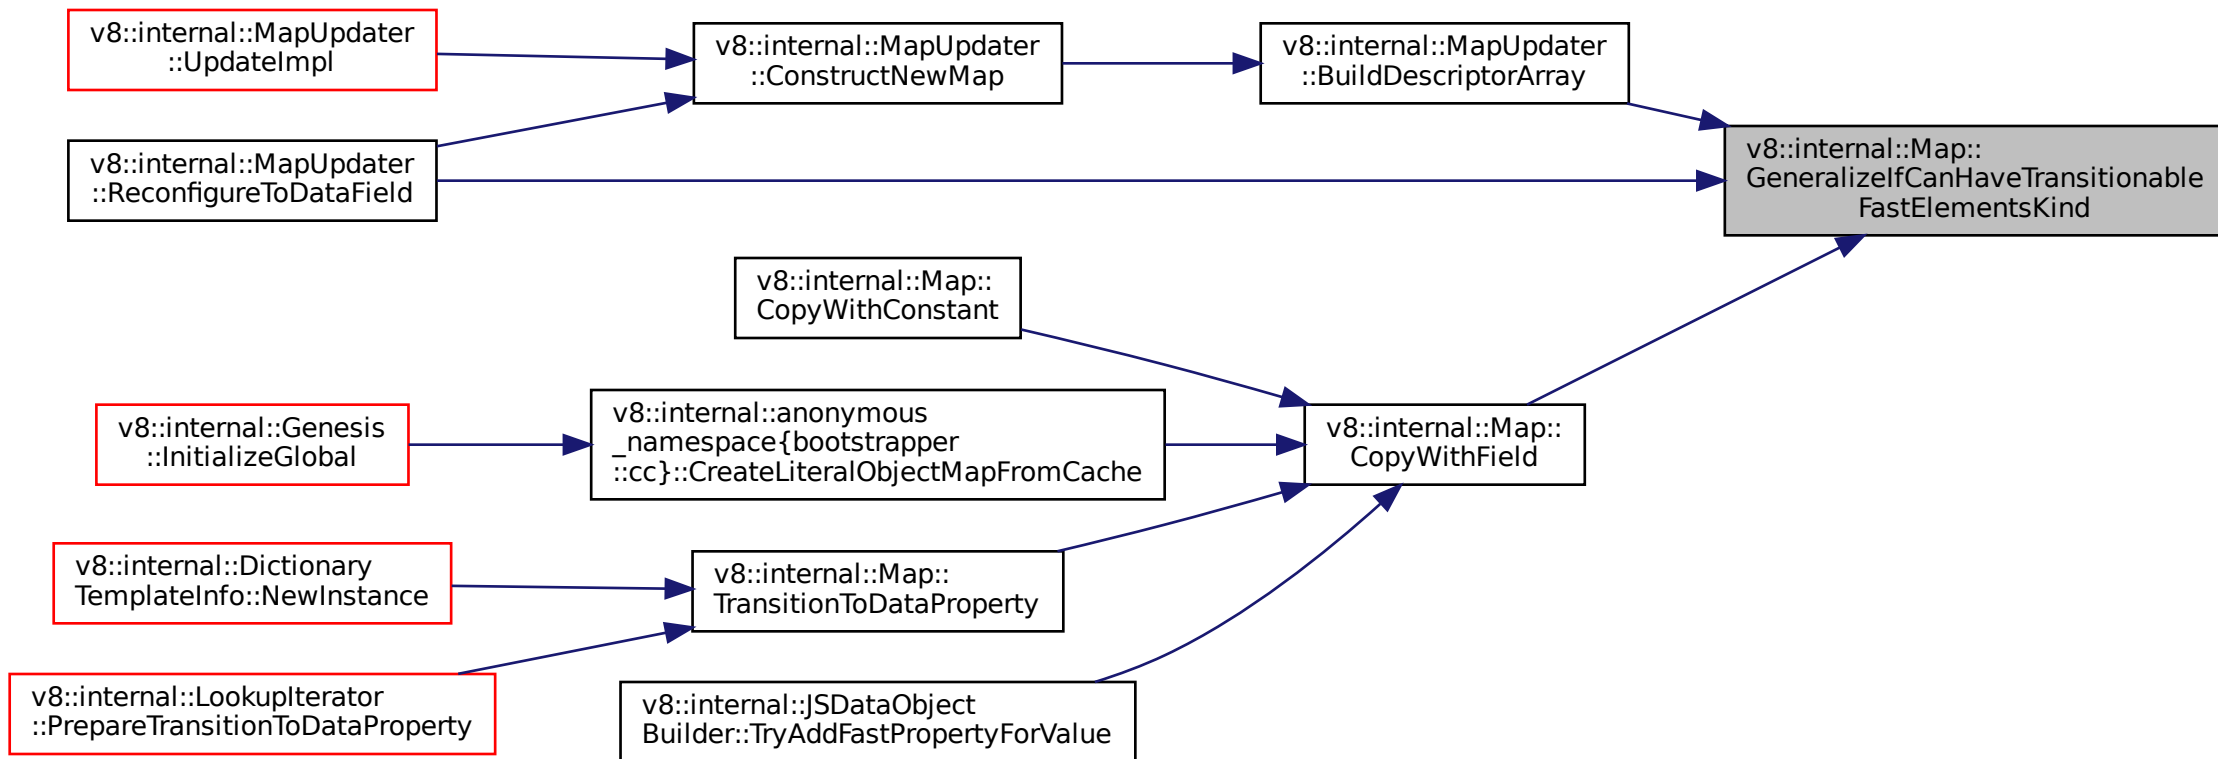 v8::internal::MapUpdater
::UpdateImpl
v8::internal::MapUpdater
::ConstructNewMap
v8::internal::MapUpdater
::BuildDescriptorArray
v8::internal::Map::
GeneralizeIfCanHaveTransitionable
FastElementsKind
v8::internal::MapUpdater
::ReconfigureToDataField
v8::internal::Map::
CopyWithConstant
v8::internal::Genesis
::InitializeGlobal
v8::internal::anonymous
_namespace{bootstrapper
::cc}::CreateLiteralObjectMapFromCache
v8::internal::Map::
CopyWithField
v8::internal::Dictionary
TemplateInfo::NewInstance
v8::internal::Map::
TransitionToDataProperty
v8::internal::LookupIterator
::PrepareTransitionToDataProperty
v8::internal::JSDataObject
Builder::TryAddFastPropertyForValue